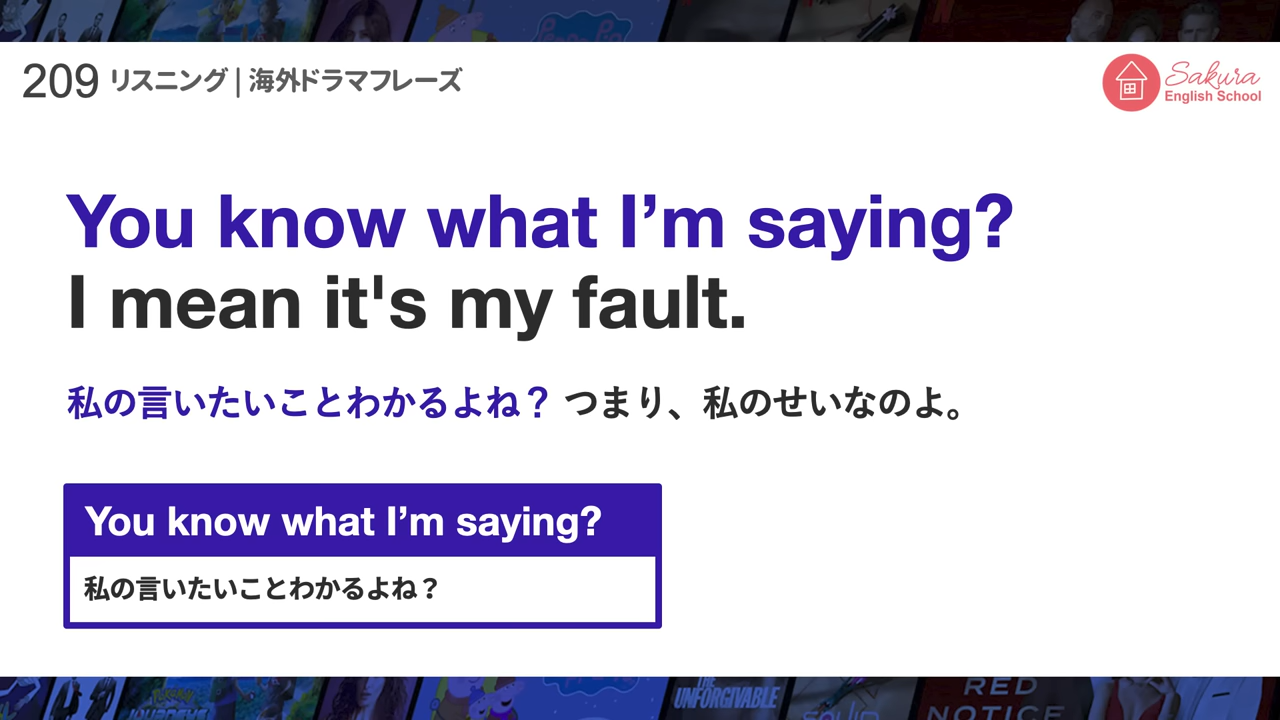 209 リスニング | 海外ドラマフレーズ
Sakura
English School
You know what I’m saying?
I mean it's my fault.
私の言いたいことわかるよね？ つまり、私のせいなのよ。
You know what I’m saying?
私の言いたいことわかるよね？
THE
UNFORGIVABLE
RED
NOTICE